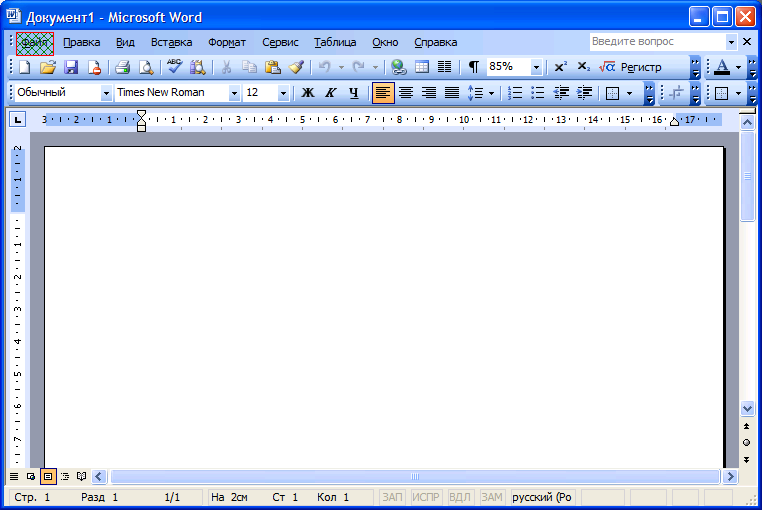 Документ1 - Microsoft Word
Файл Правка Вид Вставка Формат Сервис Таблица Окно Справка Введите вопрос
ABC ¶ 85% x² x₂ √α Регистр А
Обычный Times New Roman 12 Ж К Ч
3 2 1 1 2 3 4 5 6 7 8 9 10 11 12 13 14 15 16 17
2
1
1
2
3
4
5
6
7
Стр. 1 Разд 1 1/1 На 2см Ст 1 Кол 1 ЗАП ИСПР ВДЛ ЗАМ русский (Ро